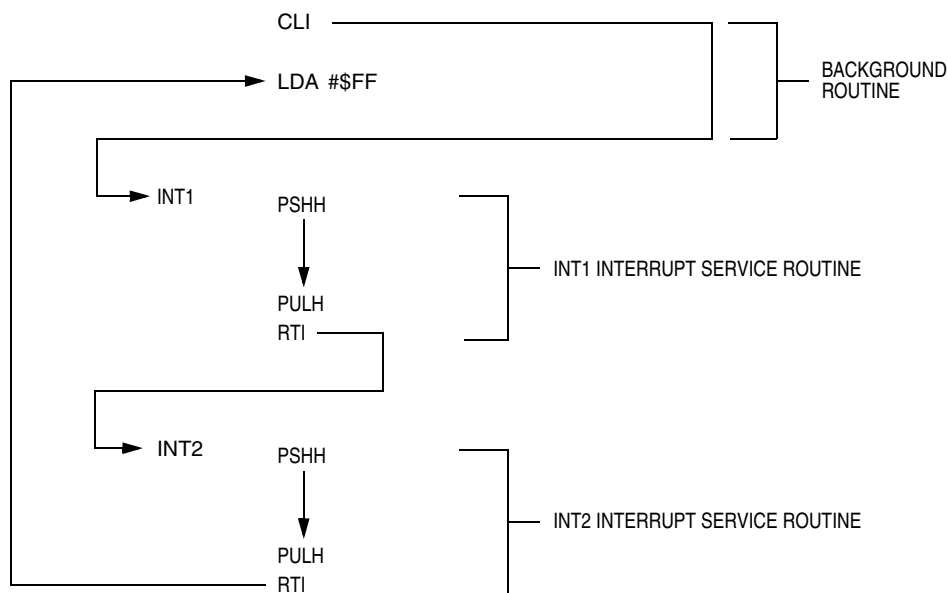 CLI
LDA #$FF
BACKGROUND
ROUTINE
INT1
PSHH
INT1 INTERRUPT SERVICE ROUTINE
PULH
RTI
INT2
PSHH
INT2 INTERRUPT SERVICE ROUTINE
PULH
RTI